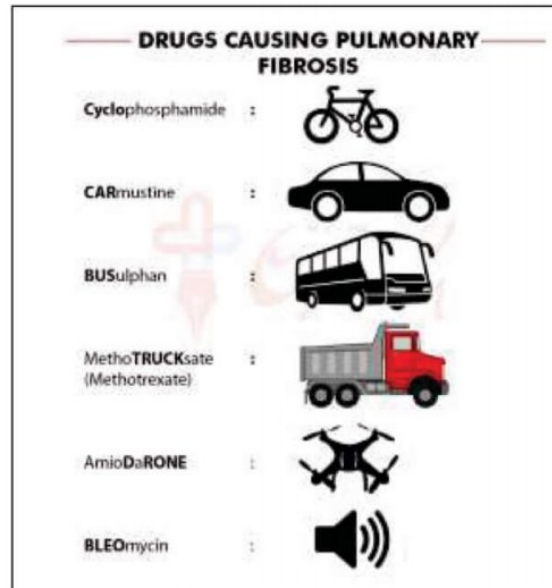 DRUGS CAUSING PULMONARY
FIBROSIS
Cyclophosphamide :
CARmustine :
BUSulphan :
MethoTRUCKsate :
(Methotrexate)
AmioDaRONE :
BLEOmycin :